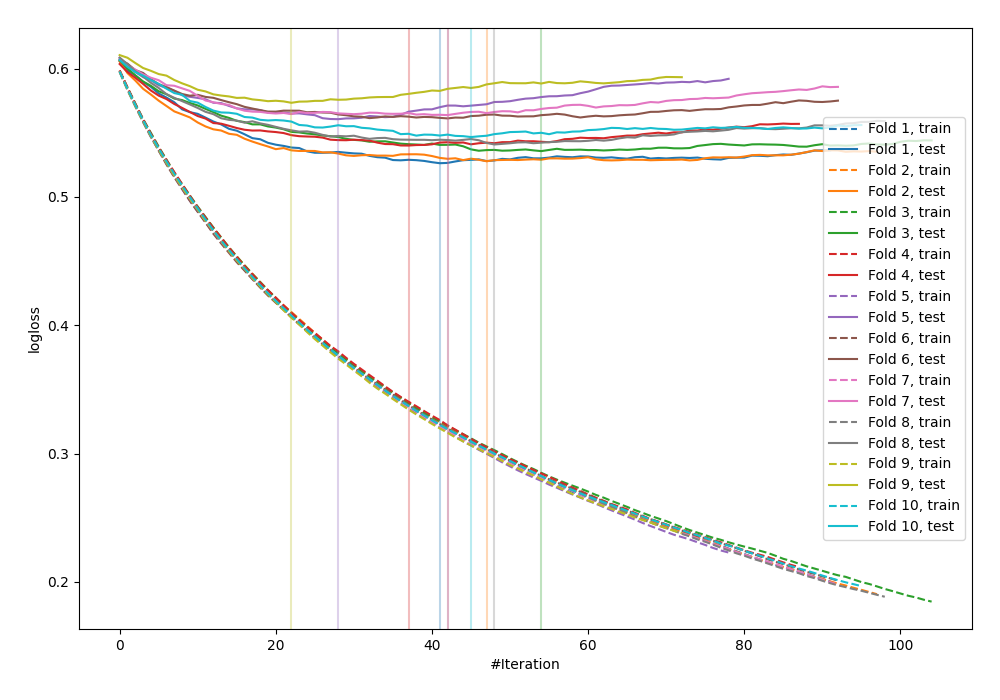 0.6
0.5
0.4
0.3
0.2
logloss
0
20
40
60
80
100
#Iteration
Fold 1, train
Fold 1, test
Fold 2, train
Fold 2, test
Fold 3, train
Fold 3, test
Fold 4, train
Fold 4, test
Fold 5, train
Fold 5, test
Fold 6, train
Fold 6, test
Fold 7, train
Fold 7, test
Fold 8, train
Fold 8, test
Fold 9, train
Fold 9, test
Fold 10, train
Fold 10, test